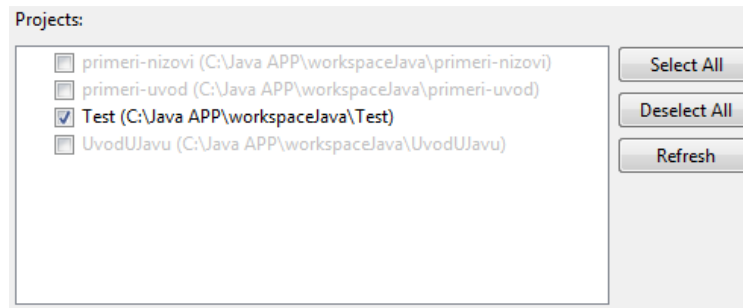 Projects:
primeri-nizovi (C:\Java APP\workspaceJava\primeri-nizovi)
primeri-uvod (C:\Java APP\workspaceJava\primeri-uvod)
Test (C:\Java APP\workspaceJava\Test)
UvodUJavu (C:\Java APP\workspaceJava\UvodUJavu)
Select All
Deselect All
Refresh